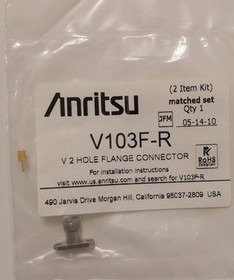 (2 Item Kit)
Anritsu
matched set
Qty 1
JFM
05-14-10
V103F-R
V 2 HOLE FLANGE CONNECTOR
RoHS
For installation instructions
visit www.us.anritsu.com and search for V103F-R
490 Jarvis Drive Morgan Hill, California 95037-2809 USA